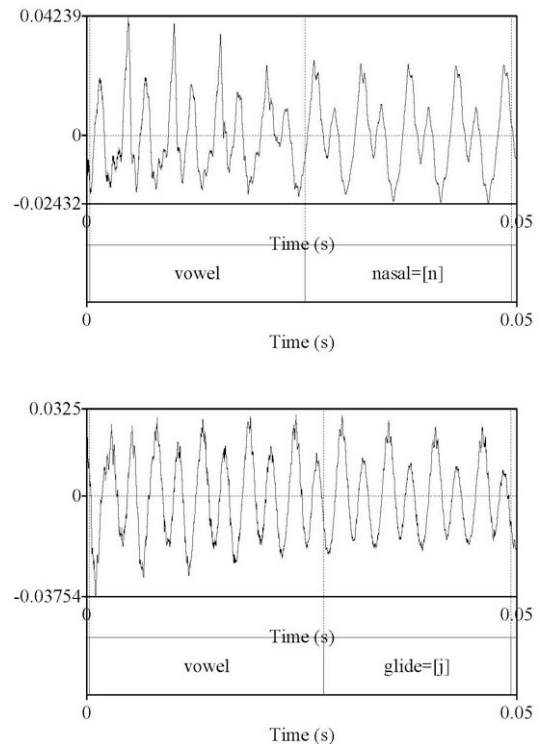 0.04239
0
-0.02432
0 0.05
Time (s)
vowel nasal=[n]
0 0.05
Time (s)
0.0325
0
-0.03754
0 0.05
Time (s)
vowel glide=[j]
0 0.05
Time (s)